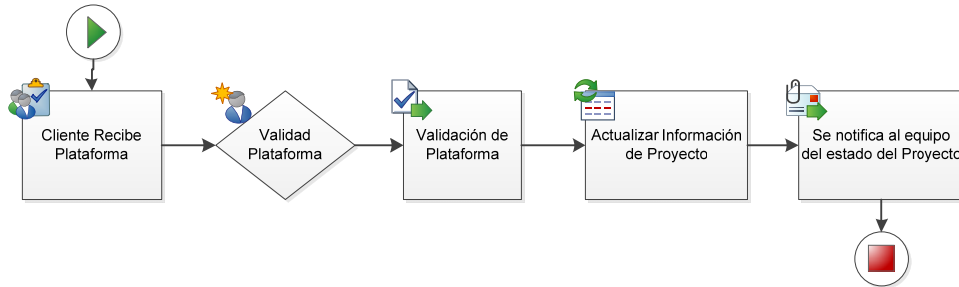 Cliente Recibe
Plataforma
Validad
Plataforma
Validación de
Plataforma
Actualizar Información
de Proyecto
Se notifica al equipo
del estado del Proyecto